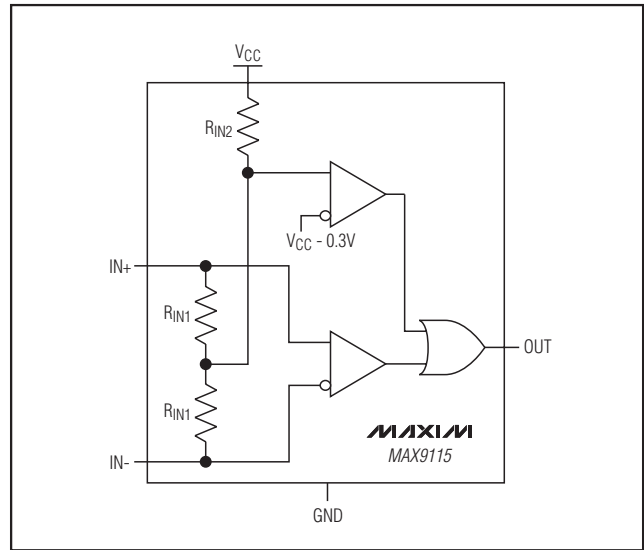 VCC
RIN2
VCC - 0.3V
IN+
RIN1
OUT
RIN1
MAXIM
MAX9115
IN-
GND